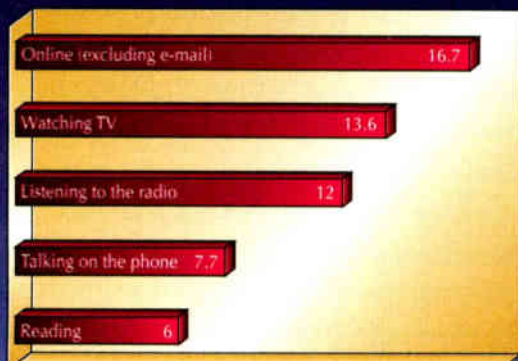 Online (excluding e-mail) 16.7
Watching TV 13.6
Listening to the radio 12
Talking on the phone 7.7
Reading 6